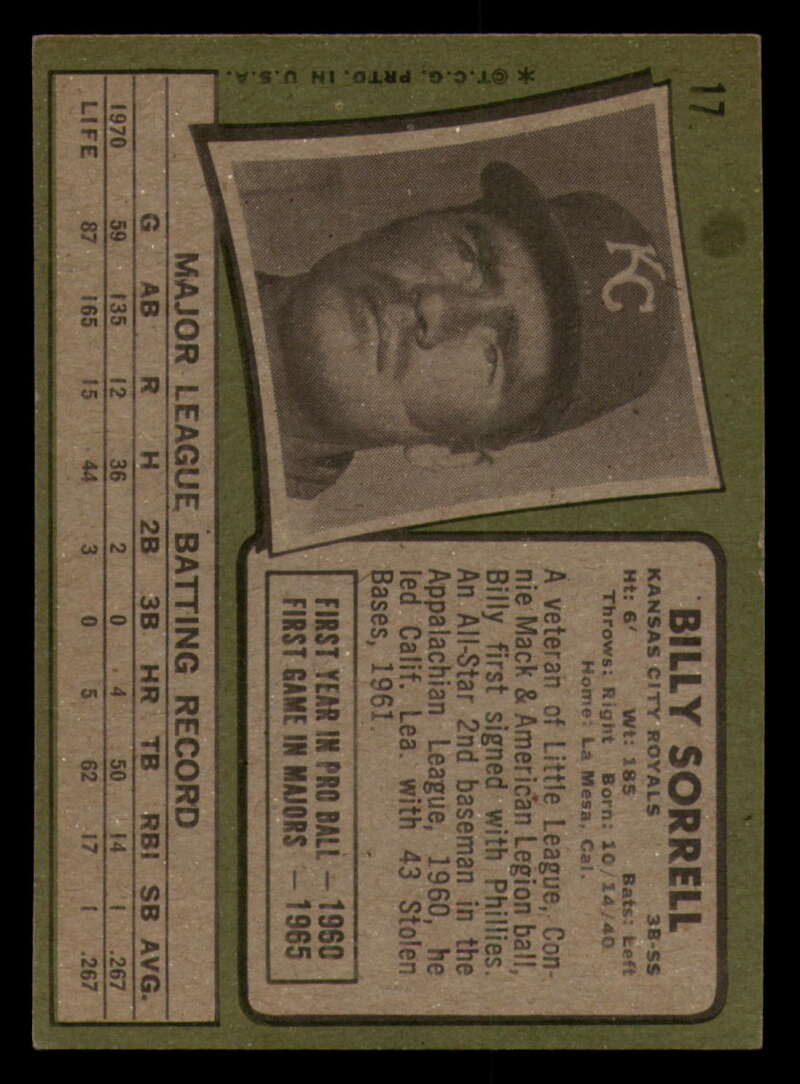 17
KC
BILLY SORRELL
KANSAS CITY ROYALS 3B-SS
Ht: 6' Wt: 185 Bats: Left
Throws: Right Born: 10/14/40
Home: La Mesa, Cal.
A veteran of Little League, Con-
nie Mack & American Legion ball,
Billy first signed with Phillies.
An All-Star 2nd baseman in the
Appalachian League, 1960, he
led Calif. Lea. with 43 Stolen
Bases, 1961.
FIRST YEAR IN PRO BALL — 1960
FIRST GAME IN MAJORS — 1965
MAJOR LEAGUE BATTING RECORD
G AB R H 2B 3B HR TB RBI SB AVG.
1970 59 135 12 36 2 0 4 50 14 1 .267
LIFE 87 165 15 44 3 0 5 62 17 1 .267
* ©T.C.G. PRTD. IN U.S.A.